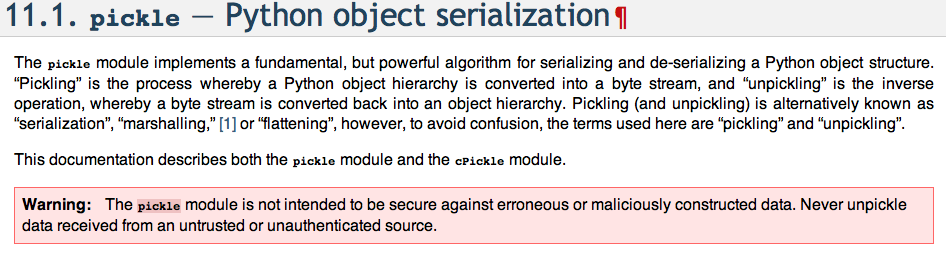 11.1. pickle — Python object serialization¶
The pickle module implements a fundamental, but powerful algorithm for serializing and de-serializing a Python object structure.
“Pickling” is the process whereby a Python object hierarchy is converted into a byte stream, and “unpickling” is the inverse
operation, whereby a byte stream is converted back into an object hierarchy. Pickling (and unpickling) is alternatively known as
“serialization”, “marshalling,” [1] or “flattening”, however, to avoid confusion, the terms used here are “pickling” and “unpickling”.
This documentation describes both the pickle module and the cPickle module.
Warning: The pickle module is not intended to be secure against erroneous or maliciously constructed data. Never unpickle
data received from an untrusted or unauthenticated source.